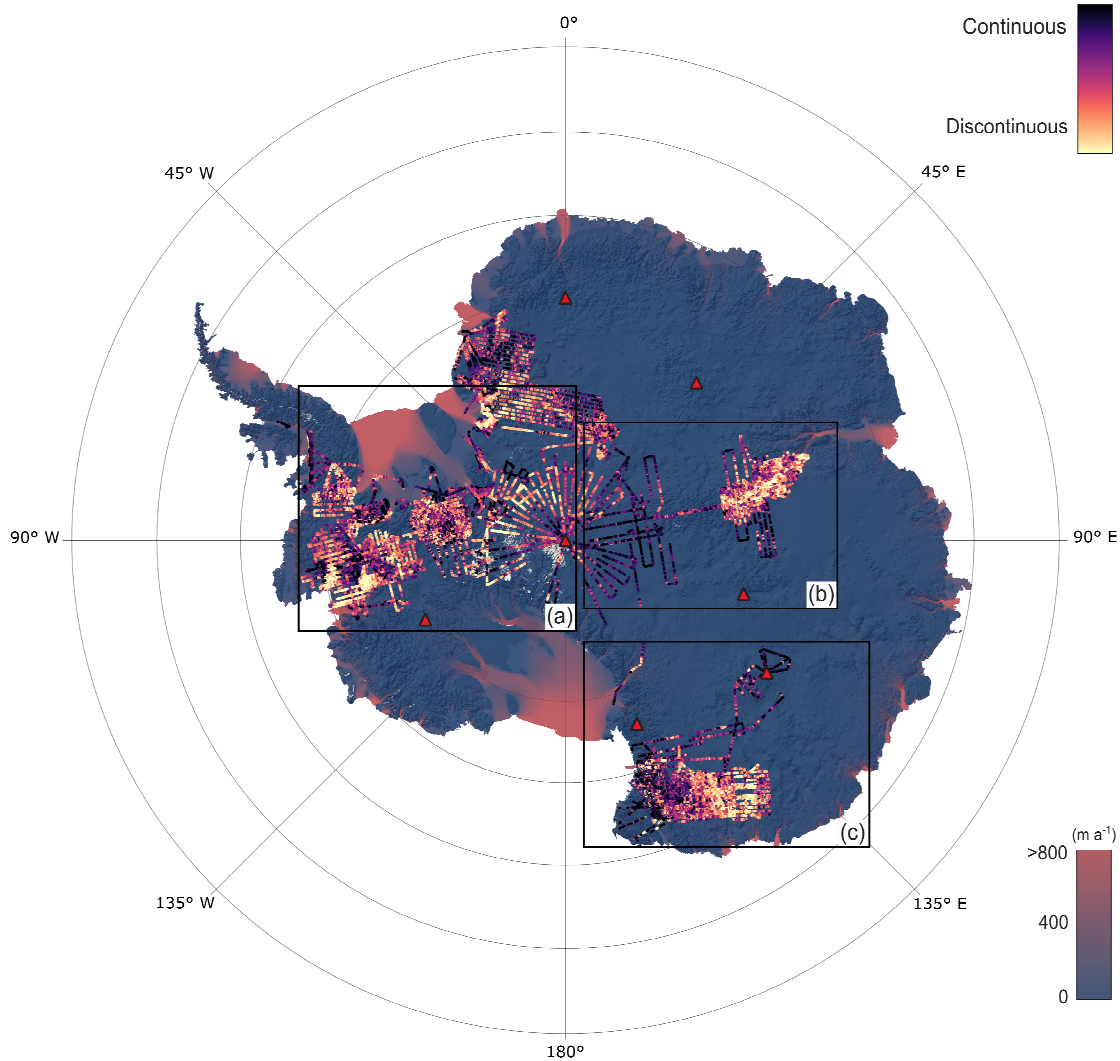 0°
Continuous
Discontinuous
45° W
45° E
90° W
90° E
(a)
(b)
(c)
(m a⁻¹)
>800
400
0
135° W
135° E
180°